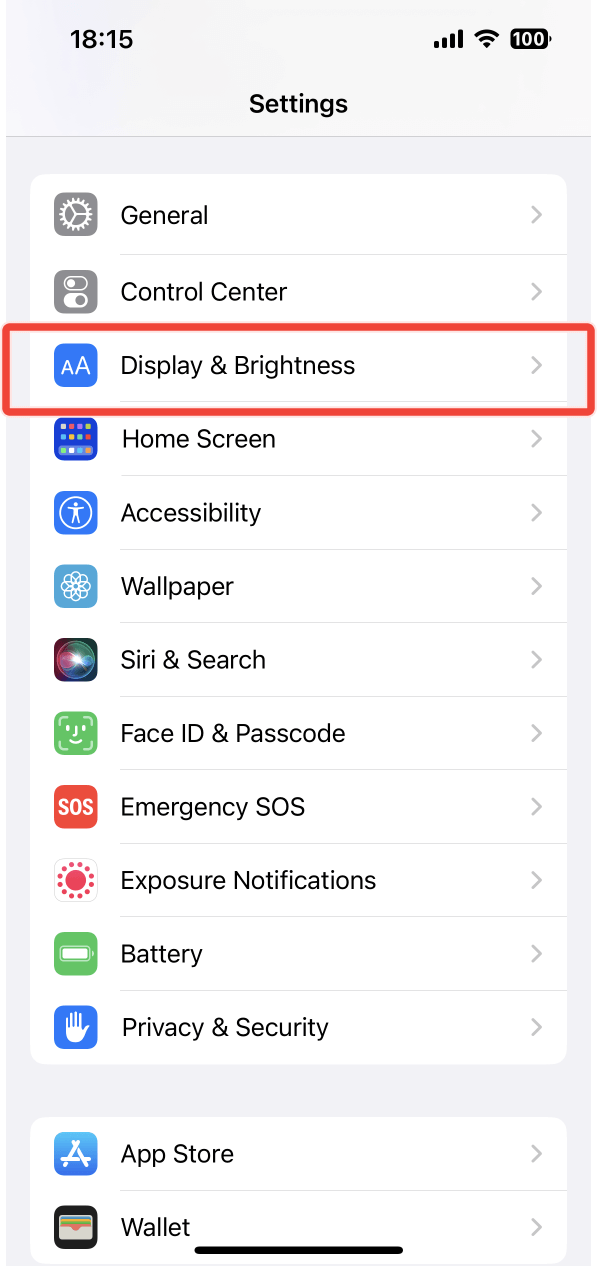 18:15
100
Settings
General
Control Center
AA Display & Brightness
Home Screen
Accessibility
Wallpaper
Siri & Search
Face ID & Passcode
SOS Emergency SOS
Exposure Notifications
Battery
Privacy & Security
App Store
Wallet